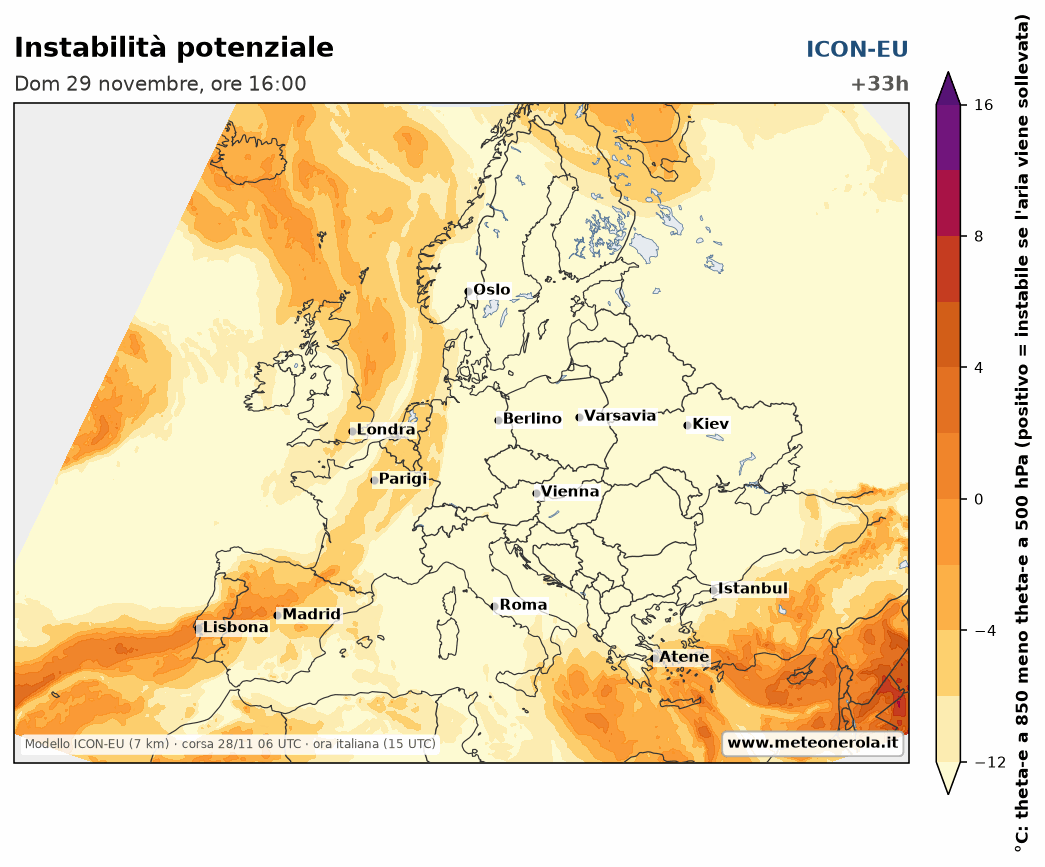 Instabilità potenziale
ICON-EU
Dom 29 novembre, ore 16:00
+33h
16
8
4
0
−4
−12
°C: theta-e a 850 meno theta-e a 500 hPa (positivo = instabile se l'aria viene sollevata)
Oslo
Berlino
Varsavia
Kiev
Londra
Parigi
Vienna
Istanbul
Roma
Madrid
Lisbona
Atene
Modello ICON-EU (7 km) · corsa 28/11 06 UTC · ora italiana (15 UTC)
www.meteonerola.it